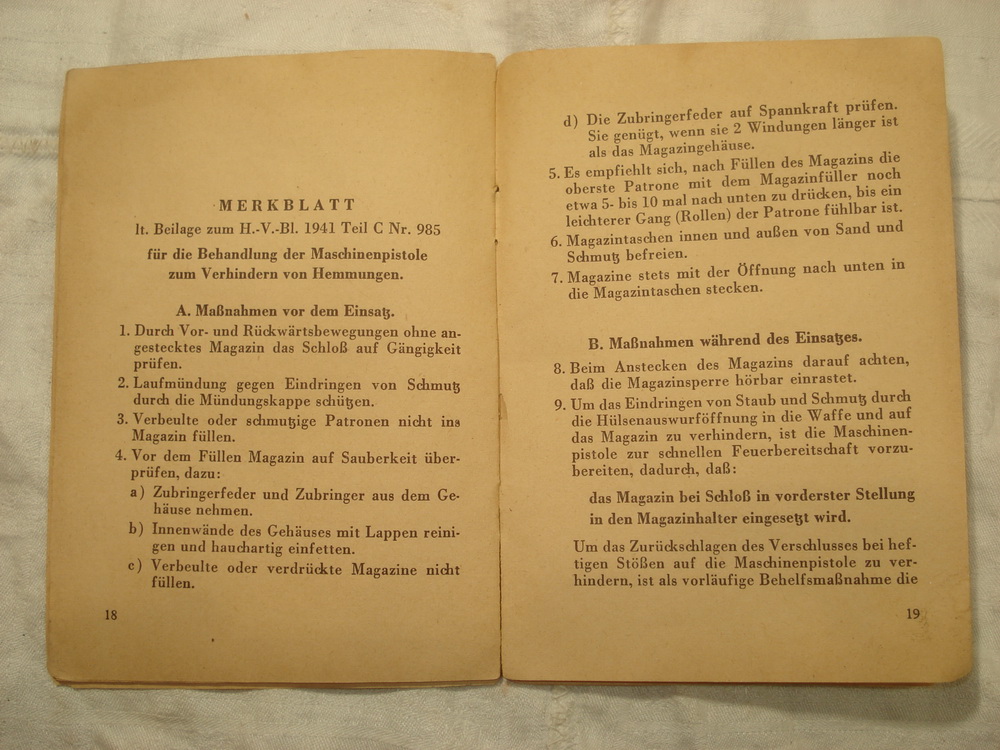 MERKBLATT
lt. Beilage zum H.-V.-Bl. 1941 Teil C Nr. 985
für die Behandlung der Maschinenpistole
zum Verhindern von Hemmungen.
A. Maßnahmen vor dem Einsatz.
1. Durch Vor- und Rückwärtsbewegungen ohne an-
gestecktes Magazin das Schloß auf Gängigkeit
prüfen.
2. Laufmündung gegen Eindringen von Schmutz
durch die Mündungskappe schützen.
3. Verbeulte oder schmutzige Patronen nicht ins
Magazin füllen.
4. Vor dem Füllen Magazin auf Sauberkeit über-
prüfen, dazu:
a) Zubringerfeder und Zubringer aus dem Ge-
häuse nehmen.
b) Innenwände des Gehäuses mit Lappen reini-
gen und hauchartig einfetten.
c) Verbeulte oder verdrückte Magazine nicht
füllen.
18
d) Die Zubringerfeder auf Spannkraft prüfen.
Sie genügt, wenn sie 2 Windungen länger ist
als das Magazingehäuse.
5. Es empfiehlt sich, nach Füllen des Magazins die
oberste Patrone mit dem Magazinfüller noch
etwa 5- bis 10 mal nach unten zu drücken, bis ein
leichterer Gang (Rollen) der Patrone fühlbar ist.
6. Magazintaschen innen und außen von Sand und
Schmutz befreien.
7. Magazine stets mit der Öffnung nach unten in
die Magazintaschen stecken.
B. Maßnahmen während des Einsatzes.
8. Beim Anstecken des Magazins darauf achten,
daß die Magazinsperre hörbar einrastet.
9. Um das Eindringen von Staub und Schmutz durch
die Hülsenauswurföffnung in die Waffe und auf
das Magazin zu verhindern, ist die Maschinen-
pistole zur schnellen Feuerbereitschaft vorzu-
bereiten, dadurch, daß:
das Magazin bei Schloß in vorderster Stellung
in den Magazinhalter eingesetzt wird.
Um das Zurückschlagen des Verschlusses bei hef-
tigen Stößen auf die Maschinenpistole zu ver-
hindern, ist als vorläufige Behelfsmaßnahme die
19